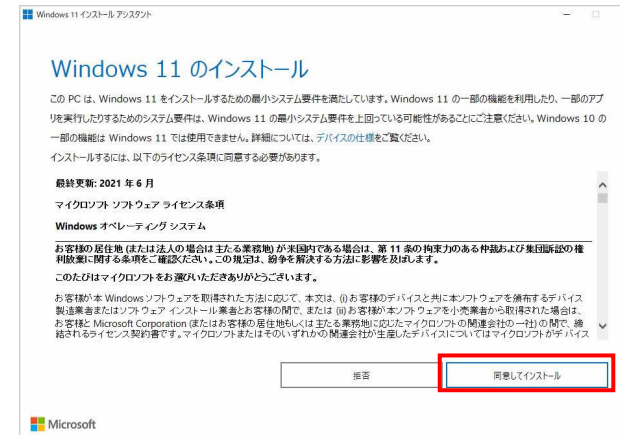 Windows 11 インストール アシスタント
Windows 11 のインストール
この PC は、Windows 11 をインストールするための最小システム要件を満たしています。Windows 11 の一部の機能を利用したり、一部のアプ
リを実行したりするためのシステム要件は、Windows 11 の最小システム要件を上回っている可能性があることにご注意ください。Windows 10 の
一部の機能は Windows 11 では使用できません。詳細については、デバイスの仕様をご覧ください。
インストールするには、以下のライセンス条項に同意する必要があります。
最終更新: 2021 年 6 月
マイクロソフト ソフトウェア ライセンス条項
Windows オペレーティング システム
お客様の居住地 (または法人の場合は主たる業務地) が米国内である場合は、第 11 条の拘束力のある仲裁および集団訴訟の権
利放棄に関する条項をご確認ください。この規定は、紛争を解決する方法に影響を及ぼします。
このたびはマイクロソフトをお選びいただきありがとうございます。
お客様が本 Windows ソフトウェアを取得された方法に応じて、本文は、(i) お客様のデバイスと共に本ソフトウェアを頒布するデバイス
製造業者またはソフトウェア インストール業者とお客様の間で、または (ii) お客様が本ソフトウェアを小売業者から取得された場合は、
お客様と Microsoft Corporation (またはお客様の居住地もしくは主たる業務地に応じたマイクロソフトの関連会社の一社) の間で、締
結されるライセンス契約書です。マイクロソフトまたはそのいずれかの関連会社が生産したデバイスについてはマイクロソフトがデバイス
拒否
同意してインストール
Microsoft